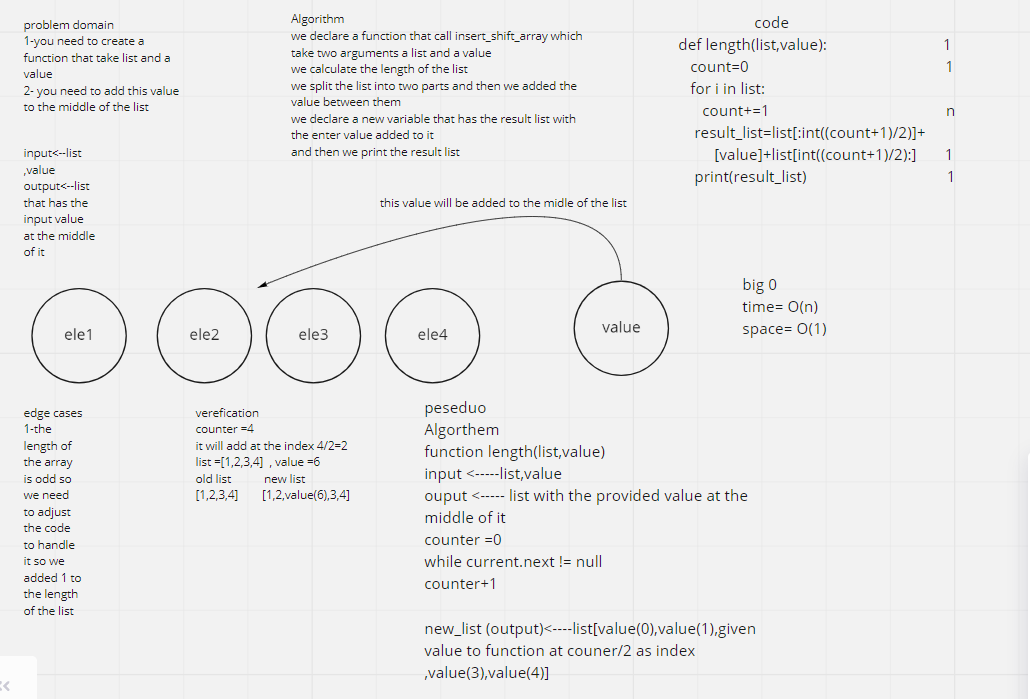 problem domain
1-you need to create a
function that take list and a
value
2- you need to add this value
to the middle of the list
input<--list
,value
output<--list
that has the
input value
at the middle
of it
Algorithm
we declare a function that call insert_shift_array which
take two arguments a list and a value
we calculate the length of the list
we split the list into two parts and then we added the
value between them
we declare a new variable that has the result list with
the enter value added to it
and then we print the result list
code
def length(list,value): 1
count=0 1
for i in list:
count+=1 n
result_list=list[:int((count+1)/2)]+
[value]+list[int((count+1)/2):] 1
print(result_list) 1
this value will be added to the midle of the list
ele1
ele2
ele3
ele4
value
big 0
time= O(n)
space= O(1)
edge cases
1-the
length of
the array
is odd so
we need
to adjust
the code
to handle
it so we
added 1 to
the length
of the list
verefication
counter =4
it will add at the index 4/2=2
list =[1,2,3,4] , value =6
old list new list
[1,2,3,4] [1,2,value(6),3,4]
peseduo
Algorthem
function length(list,value)
input <-----list,value
ouput <----- list with the provided value at the
middle of it
counter =0
while current.next != null
counter+1
new_list (output)<----list[value(0),value(1),given
value to function at couner/2 as index
,value(3),value(4)]